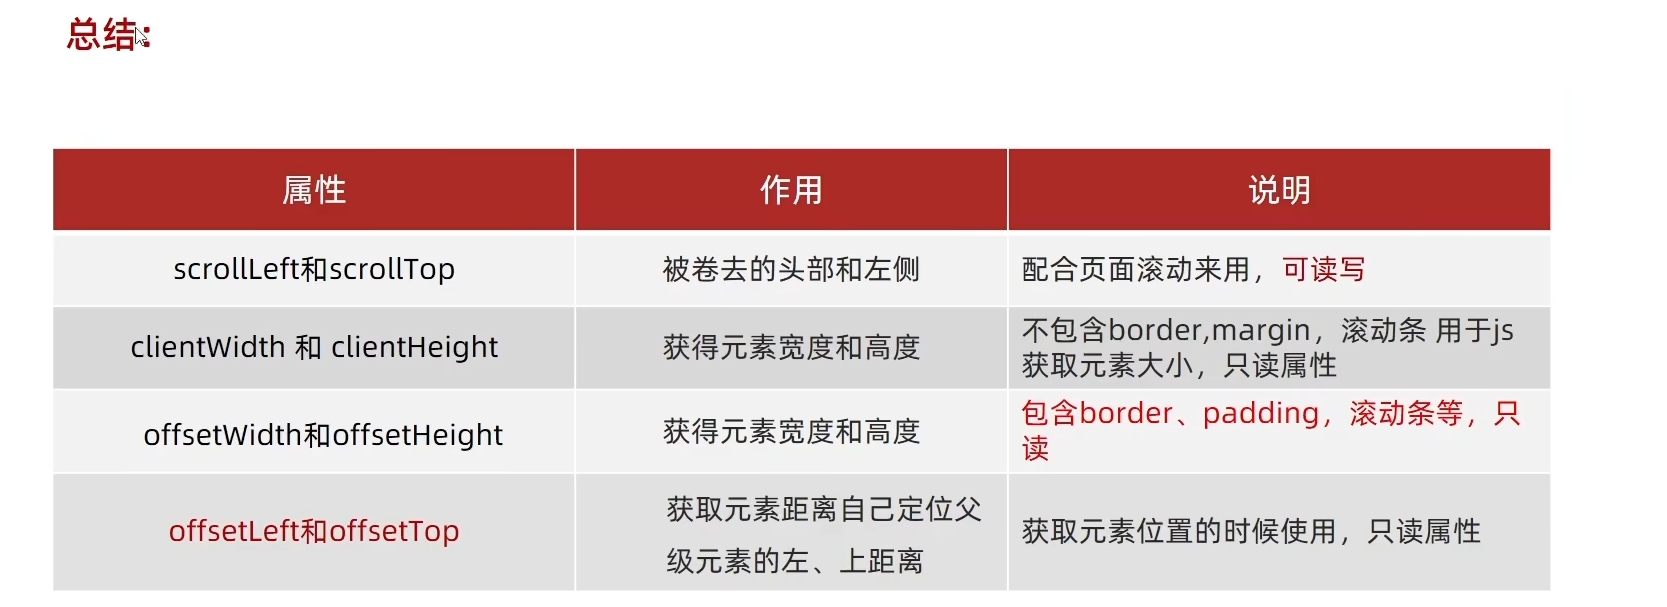 总结:
属性 作用 说明
scrollLeft和scrollTop 被卷去的头部和左侧 配合页面滚动来用，可读写
clientWidth 和 clientHeight 获得元素宽度和高度 不包含border,margin，滚动条 用于js
获取元素大小，只读属性
offsetWidth和offsetHeight 获得元素宽度和高度 包含border、padding，滚动条等，只
读
offsetLeft和offsetTop 获取元素距离自己定位父
级元素的左、上距离 获取元素位置的时候使用，只读属性